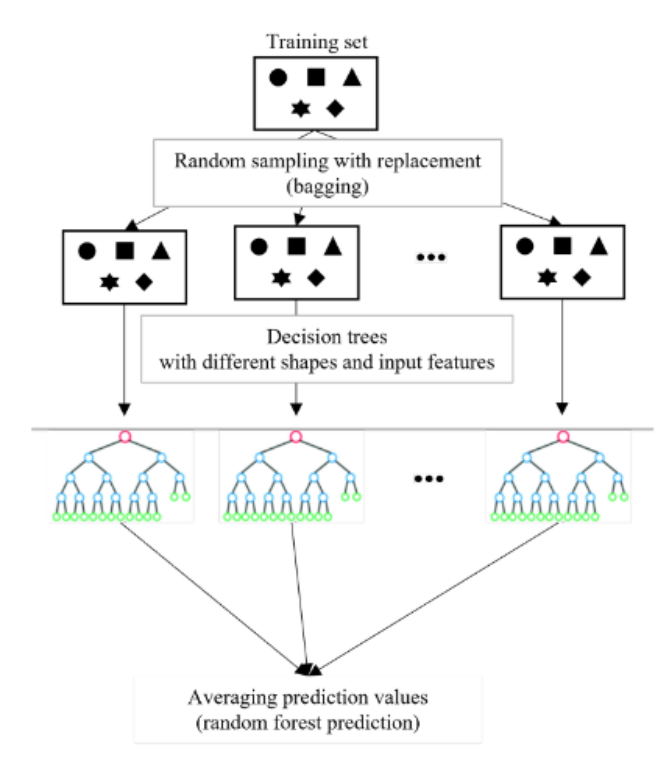 Training set
Random sampling with replacement
(bagging)
Decision trees
with different shapes and input features
Averaging prediction values
(random forest prediction)